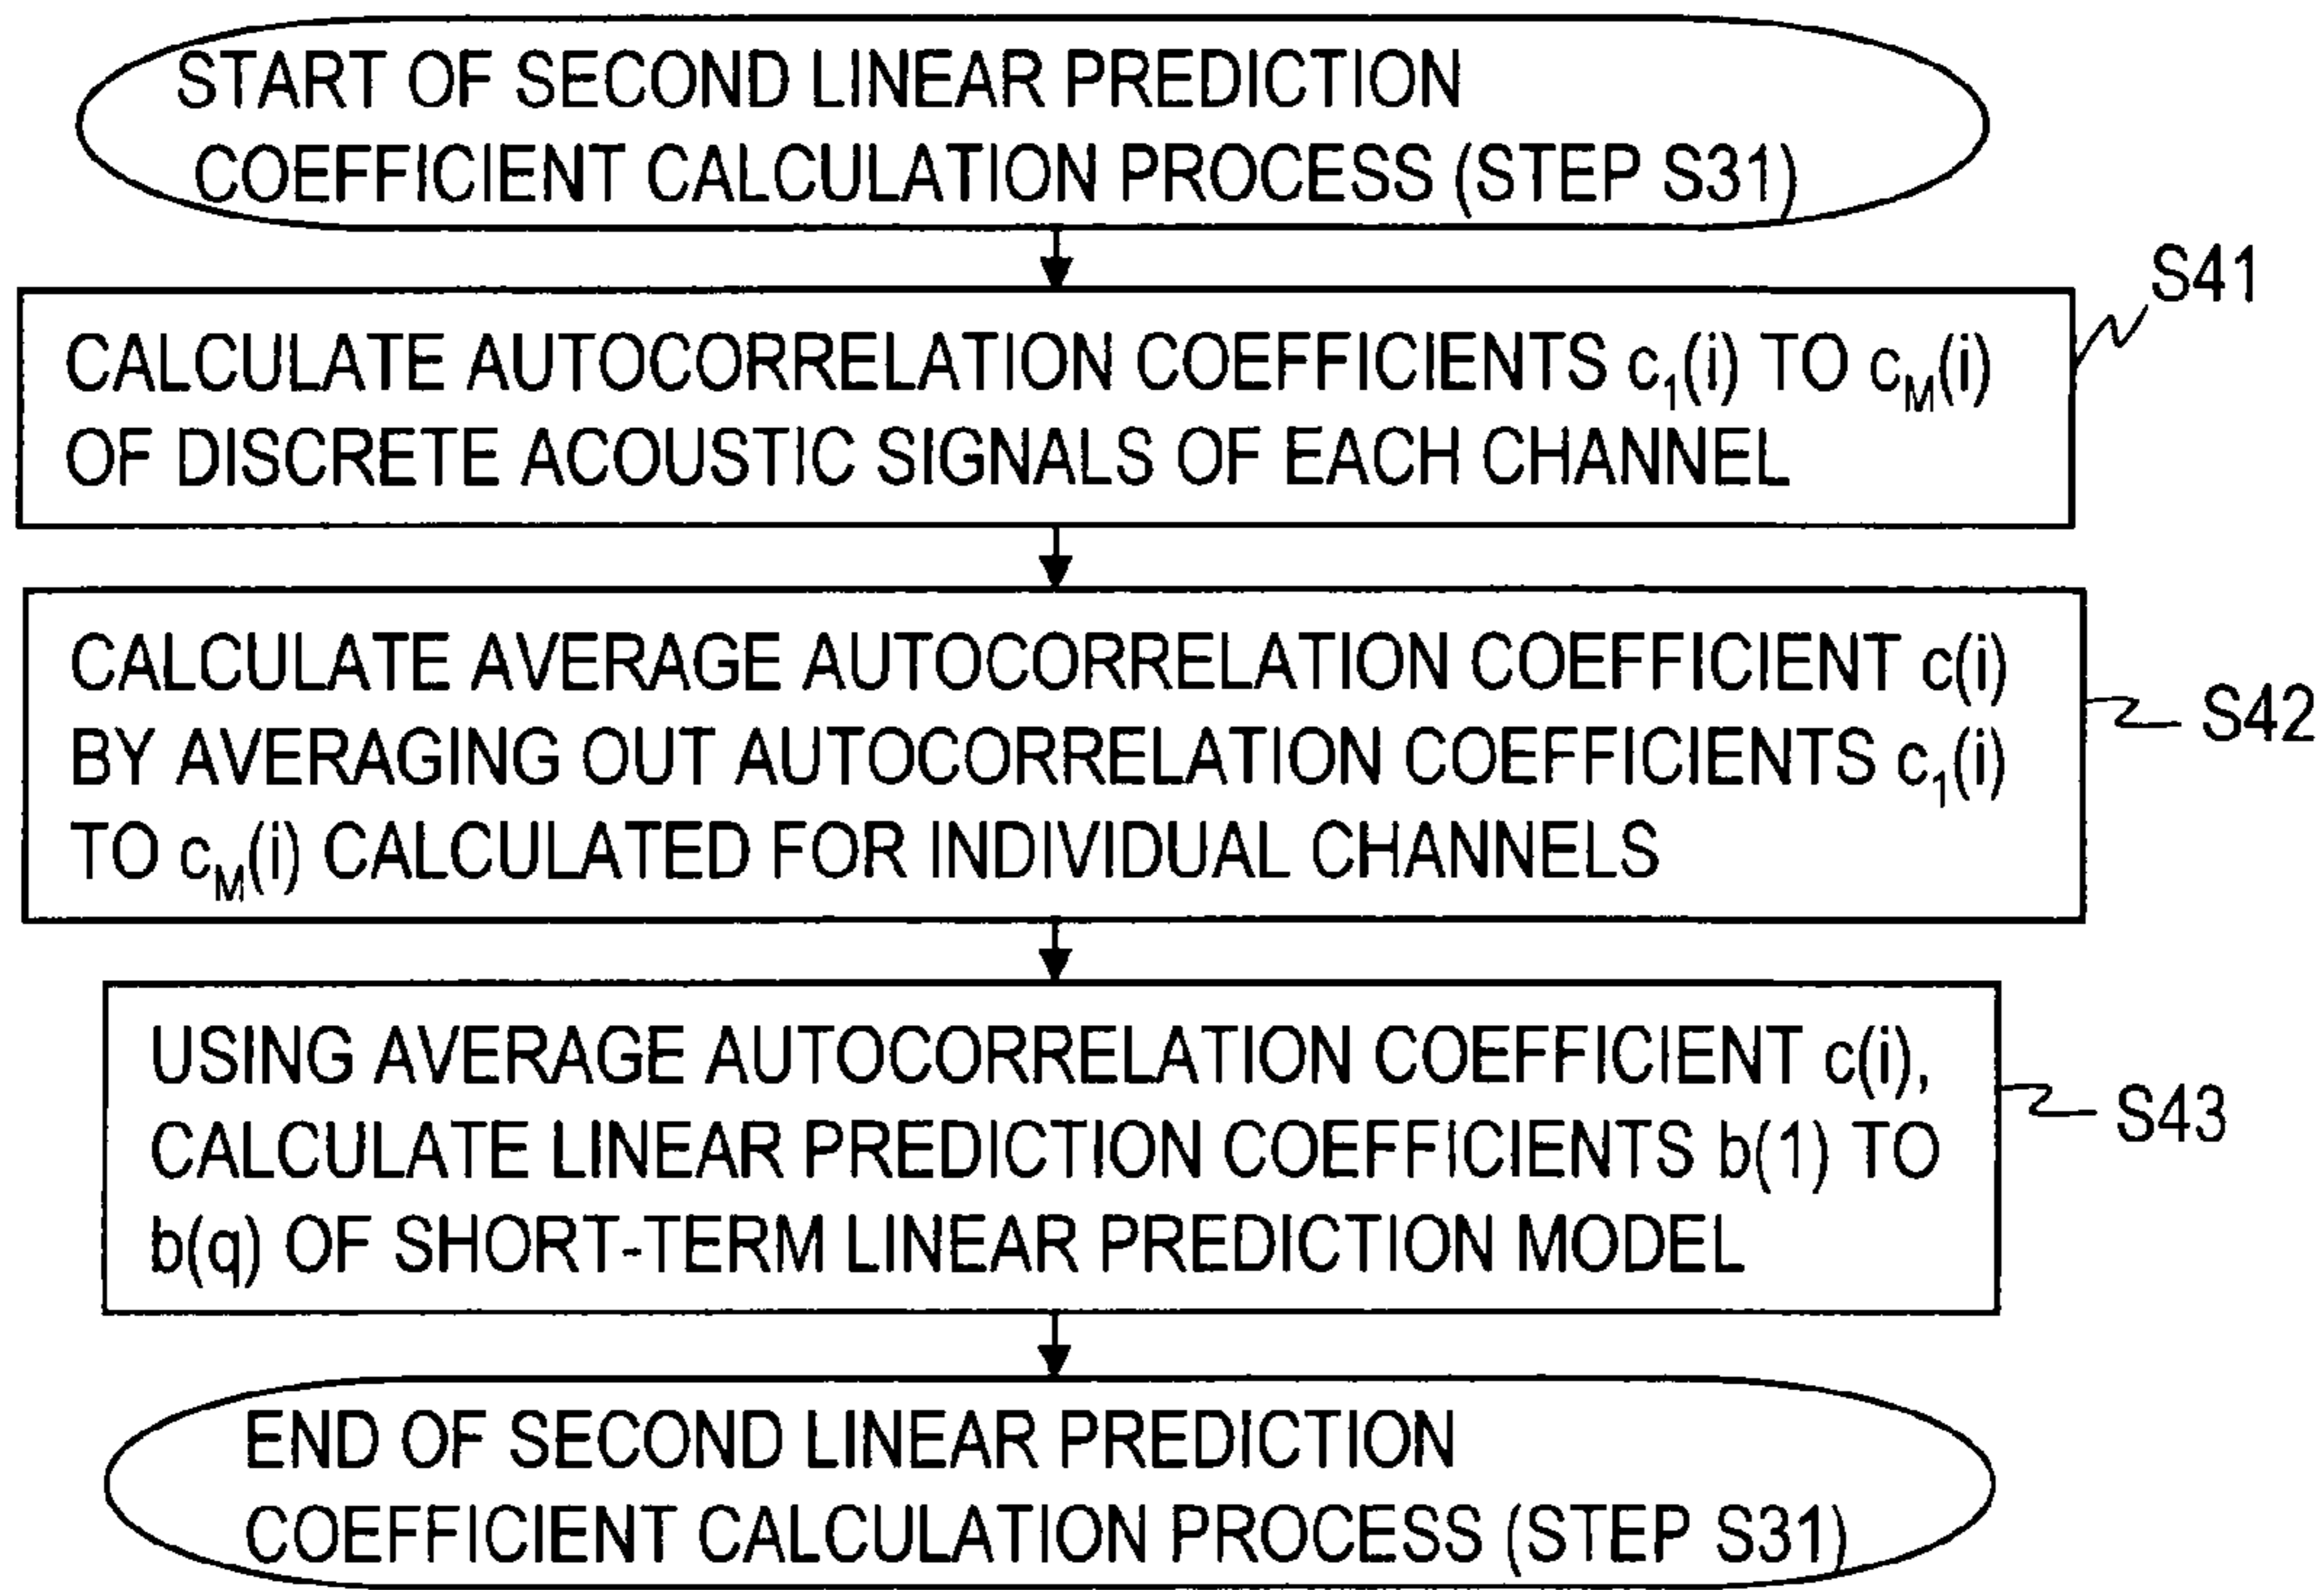 START OF SECOND LINEAR PREDICTION
COEFFICIENT CALCULATION PROCESS (STEP S31)
S41
CALCULATE AUTOCORRELATION COEFFICIENTS c₁(i) TO c_M(i)
OF DISCRETE ACOUSTIC SIGNALS OF EACH CHANNEL
CALCULATE AVERAGE AUTOCORRELATION COEFFICIENT c(i)
BY AVERAGING OUT AUTOCORRELATION COEFFICIENTS c₁(i)
TO c_M(i) CALCULATED FOR INDIVIDUAL CHANNELS
S42
USING AVERAGE AUTOCORRELATION COEFFICIENT c(i),
CALCULATE LINEAR PREDICTION COEFFICIENTS b(1) TO
b(q) OF SHORT-TERM LINEAR PREDICTION MODEL
S43
END OF SECOND LINEAR PREDICTION
COEFFICIENT CALCULATION PROCESS (STEP S31)